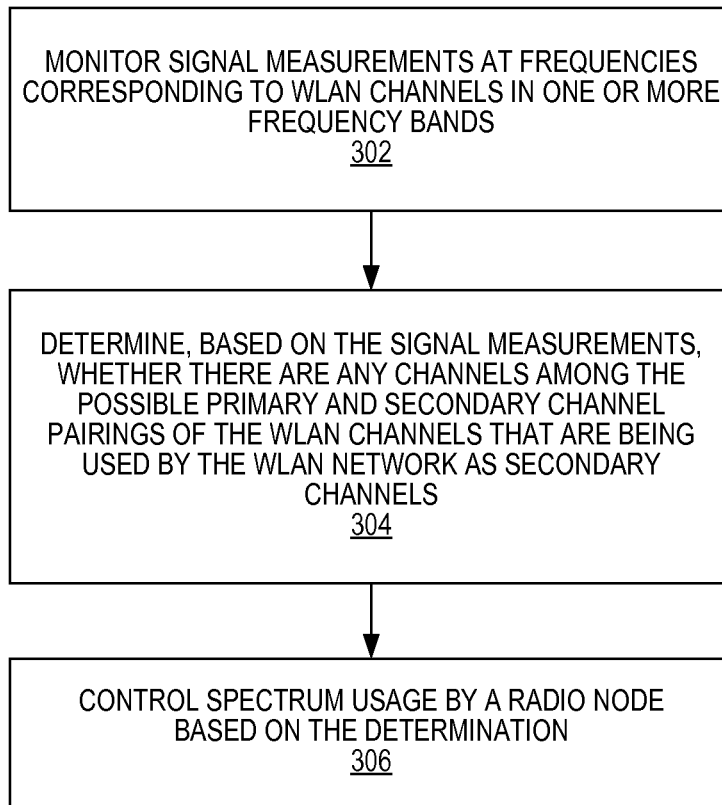 MONITOR SIGNAL MEASUREMENTS AT FREQUENCIES
CORRESPONDING TO WLAN CHANNELS IN ONE OR MORE
FREQUENCY BANDS
302
DETERMINE, BASED ON THE SIGNAL MEASUREMENTS,
WHETHER THERE ARE ANY CHANNELS AMONG THE
POSSIBLE PRIMARY AND SECONDARY CHANNEL
PAIRINGS OF THE WLAN CHANNELS THAT ARE BEING
USED BY THE WLAN NETWORK AS SECONDARY
CHANNELS
304
CONTROL SPECTRUM USAGE BY A RADIO NODE
BASED ON THE DETERMINATION
306